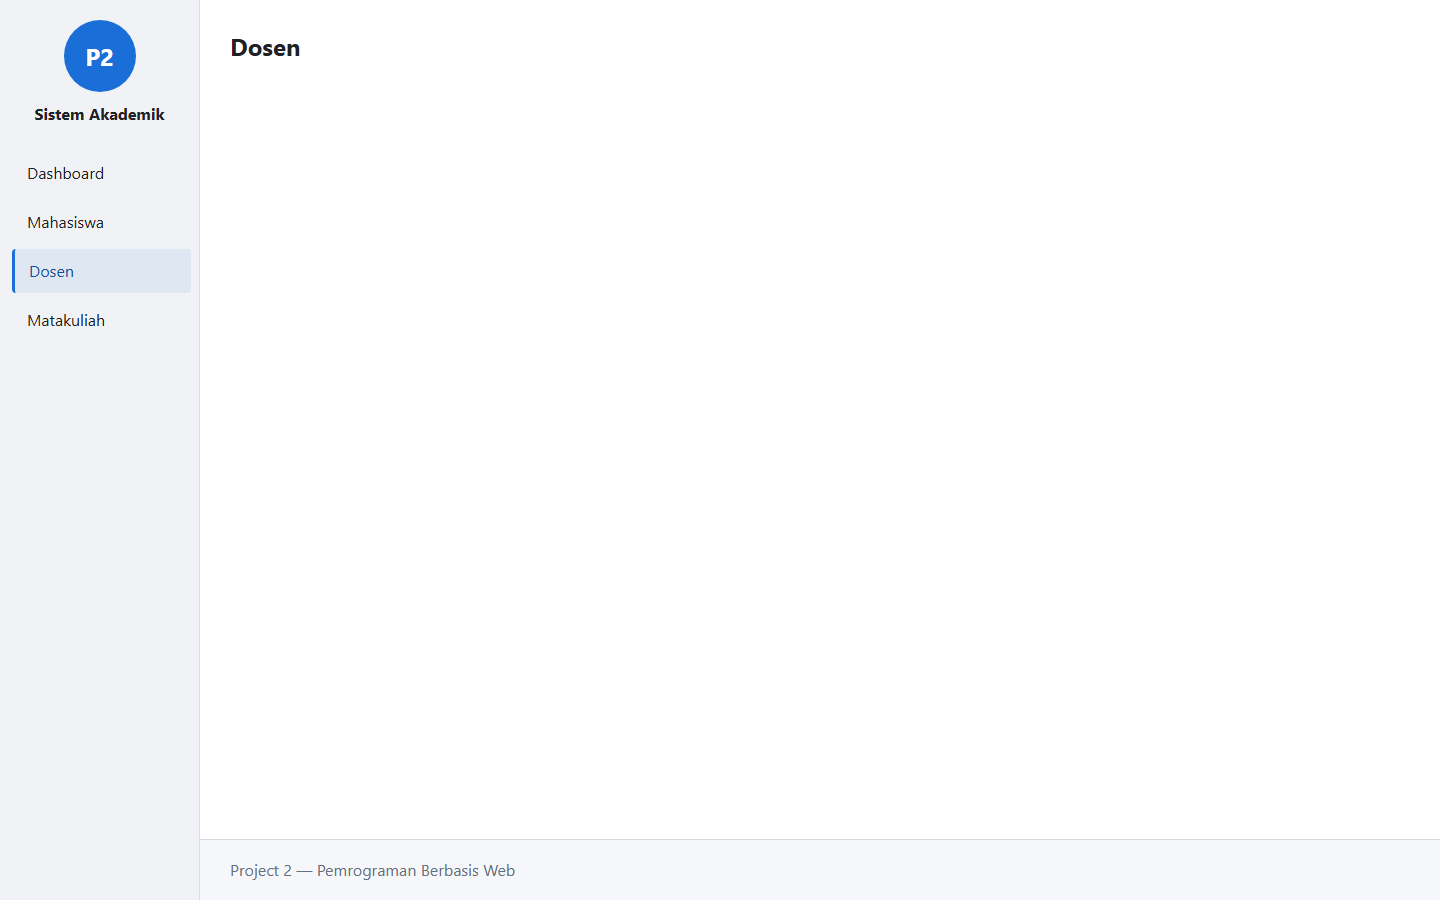 P2
Sistem Akademik
Dashboard
Mahasiswa
Dosen
Matakuliah
Dosen
Project 2 — Pemrograman Berbasis Web